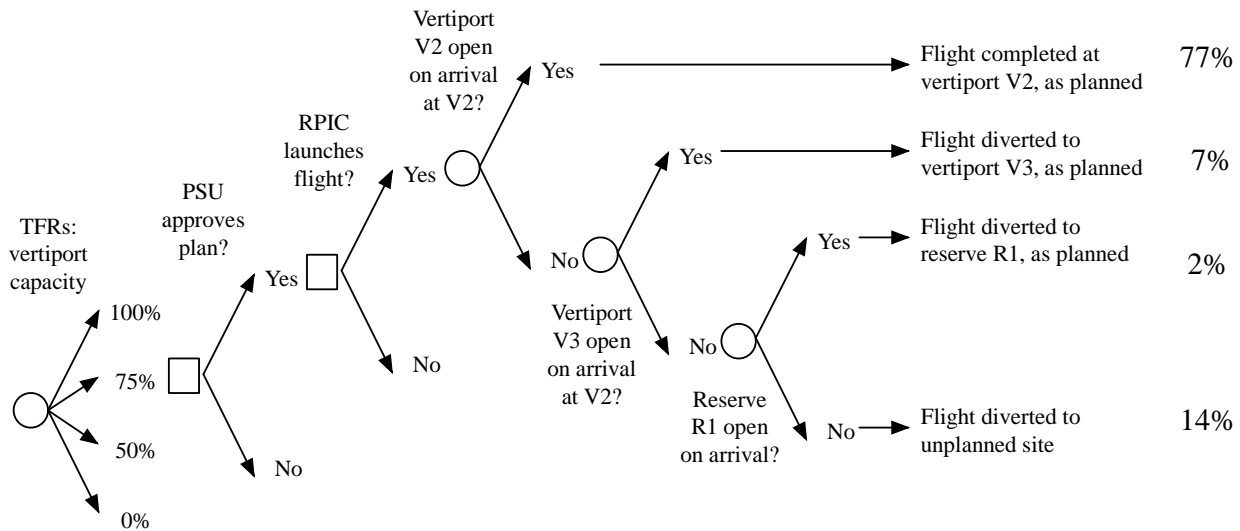 TFRs:
vertiport
capacity
100%
75%
50%
0%
PSU
approves
plan?
Yes
No
RPIC
launches
flight?
Yes
No
Vertiport
V2 open
on arrival
at V2?
Yes
No
Vertiport
V3 open
on arrival
at V2?
Yes
No
Reserve
R1 open
on arrival?
Yes
No
Flight completed at
vertiport V2, as planned
77%
Flight diverted to
vertiport V3, as planned
7%
Flight diverted to
reserve R1, as planned
2%
Flight diverted to
unplanned site
14%